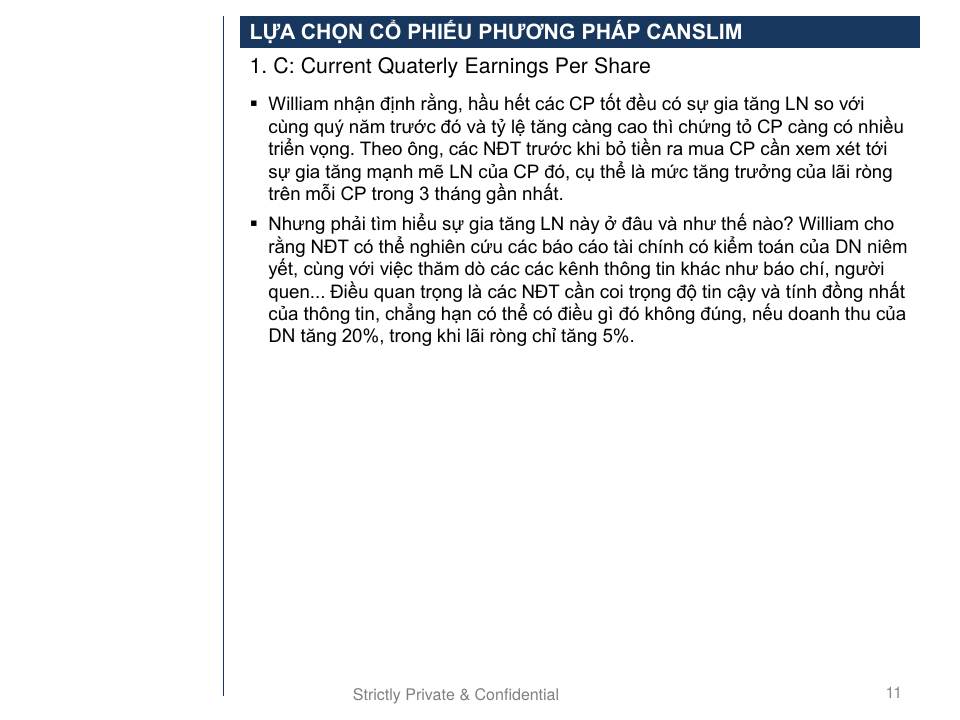 LỰA CHỌN CỔ PHIẾU PHƯƠNG PHÁP CANSLIM
1. C: Current Quaterly Earnings Per Share
▪ William nhận định rằng, hầu hết các CP tốt đều có sự gia tăng LN so với
cùng quý năm trước đó và tỷ lệ tăng càng cao thì chứng tỏ CP càng có nhiều
triển vọng. Theo ông, các NĐT trước khi bỏ tiền ra mua CP cần xem xét tới
sự gia tăng mạnh mẽ LN của CP đó, cụ thể là mức tăng trưởng của lãi ròng
trên mỗi CP trong 3 tháng gần nhất.
▪ Nhưng phải tìm hiểu sự gia tăng LN này ở đâu và như thế nào? William cho
rằng NĐT có thể nghiên cứu các báo cáo tài chính có kiểm toán của DN niêm
yết, cùng với việc thăm dò các các kênh thông tin khác như báo chí, người
quen... Điều quan trọng là các NĐT cần coi trọng độ tin cậy và tính đồng nhất
của thông tin, chẳng hạn có thể có điều gì đó không đúng, nếu doanh thu của
DN tăng 20%, trong khi lãi ròng chỉ tăng 5%.
Strictly Private & Confidential
11